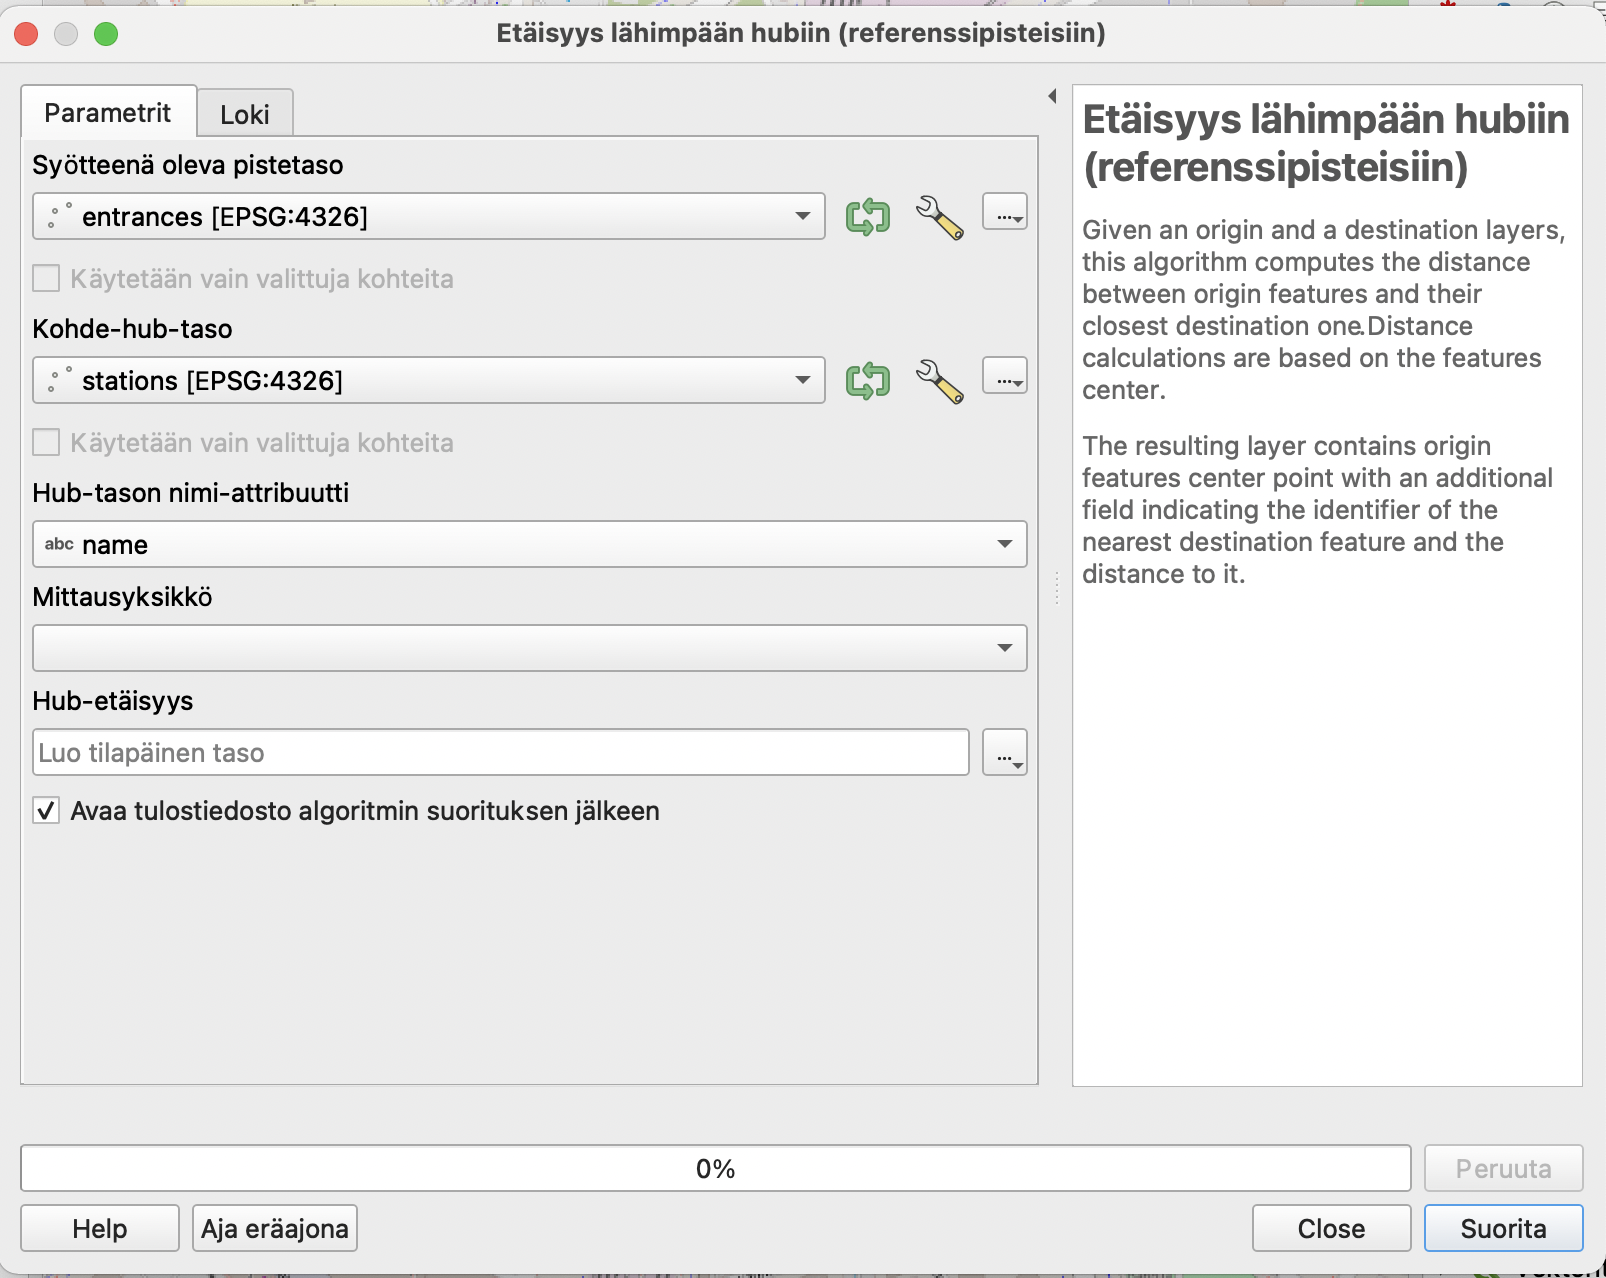 Etäisyys lähimpään hubiin (referenssipisteisiin)
Parametrit
Loki
Syötteenä oleva pistetaso
entrances [EPSG:4326]
...
Käytetään vain valittuja kohteita
Kohde-hub-taso
stations [EPSG:4326]
...
Käytetään vain valittuja kohteita
Hub-tason nimi-attribuutti
abc name
Mittausyksikkö
Hub-etäisyys
Luo tilapäinen taso
...
Avaa tulostiedosto algoritmin suorituksen jälkeen
Etäisyys lähimpään hubiin
(referenssipisteisiin)
Given an origin and a destination layers,
this algorithm computes the distance
between origin features and their
closest destination one.Distance
calculations are based on the features
center.
The resulting layer contains origin
features center point with an additional
field indicating the identifier of the
nearest destination feature and the
distance to it.
0%
Peruuta
Help
Aja eräajona
Close
Suorita